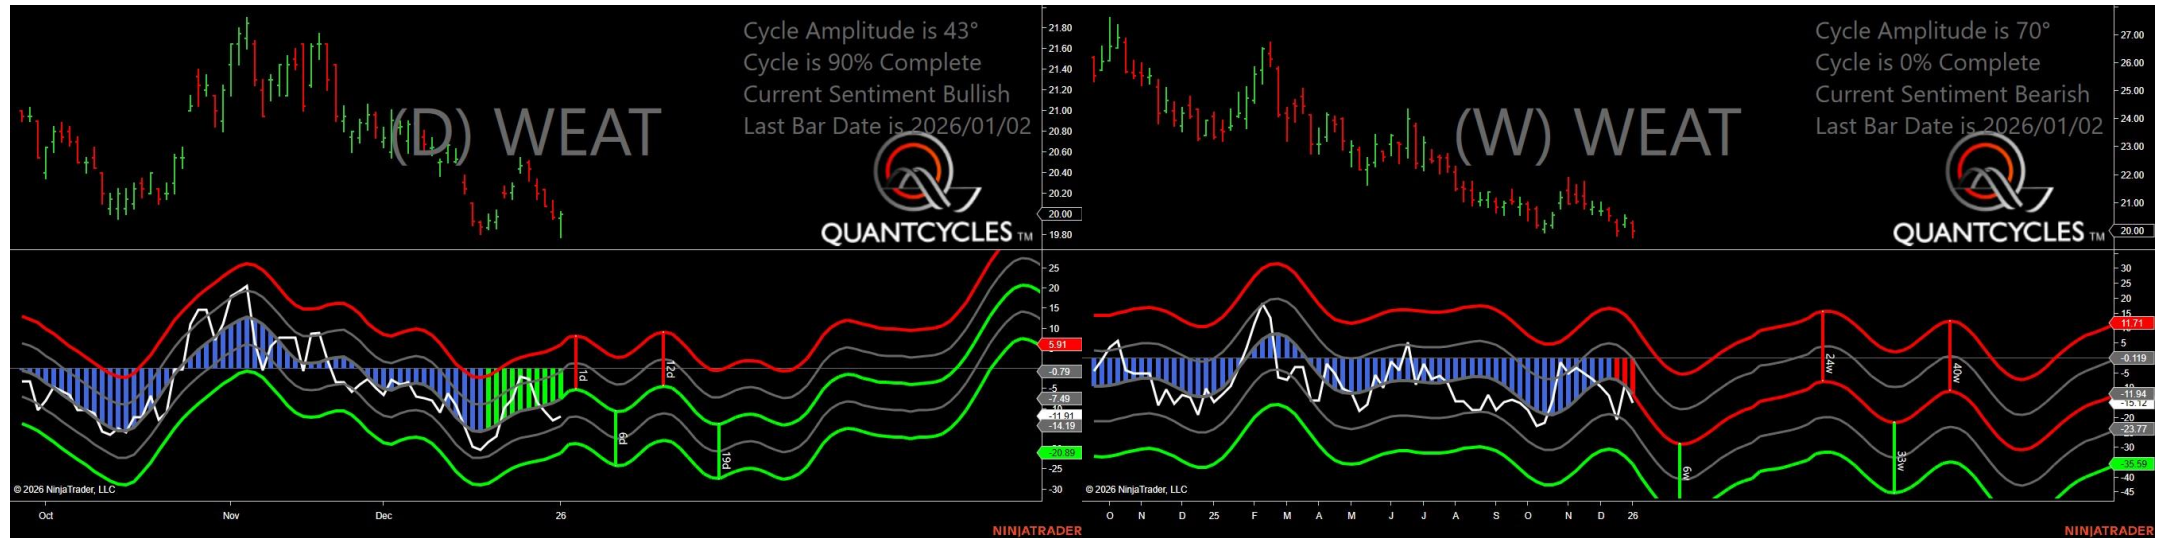 Cycle Amplitude is 43°
Cycle is 90% Complete
Current Sentiment Bullish
Last Bar Date is 2026/01/02
(D) WEAT
QUANTCYCLES TM
21.80
21.60
21.40
21.20
21.00
20.80
20.60
20.40
20.20
20.00
19.80
25
20
15
10
5.91
-0.79
-5
-7.49
-11.91
-14.19
-20.89
-25
-30
1d
12d
6d
19d
© 2026 NinjaTrader, LLC
Oct Nov Dec 26
NINJATRADER
Cycle Amplitude is 70°
Cycle is 0% Complete
Current Sentiment Bearish
Last Bar Date is 2026/01/02
(W) WEAT
QUANTCYCLES TM
27.00
26.00
25.00
24.00
23.00
22.00
21.00
20.00
30
25
20
15
11.71
5
-0.119
-5
-11.94
-15.12
-20
-23.77
-30
-35.59
-40
-45
24w
40w
6w
33w
© 2026 NinjaTrader, LLC
O N D 25 F M A M J J A S O N D 26
NINJATRADER